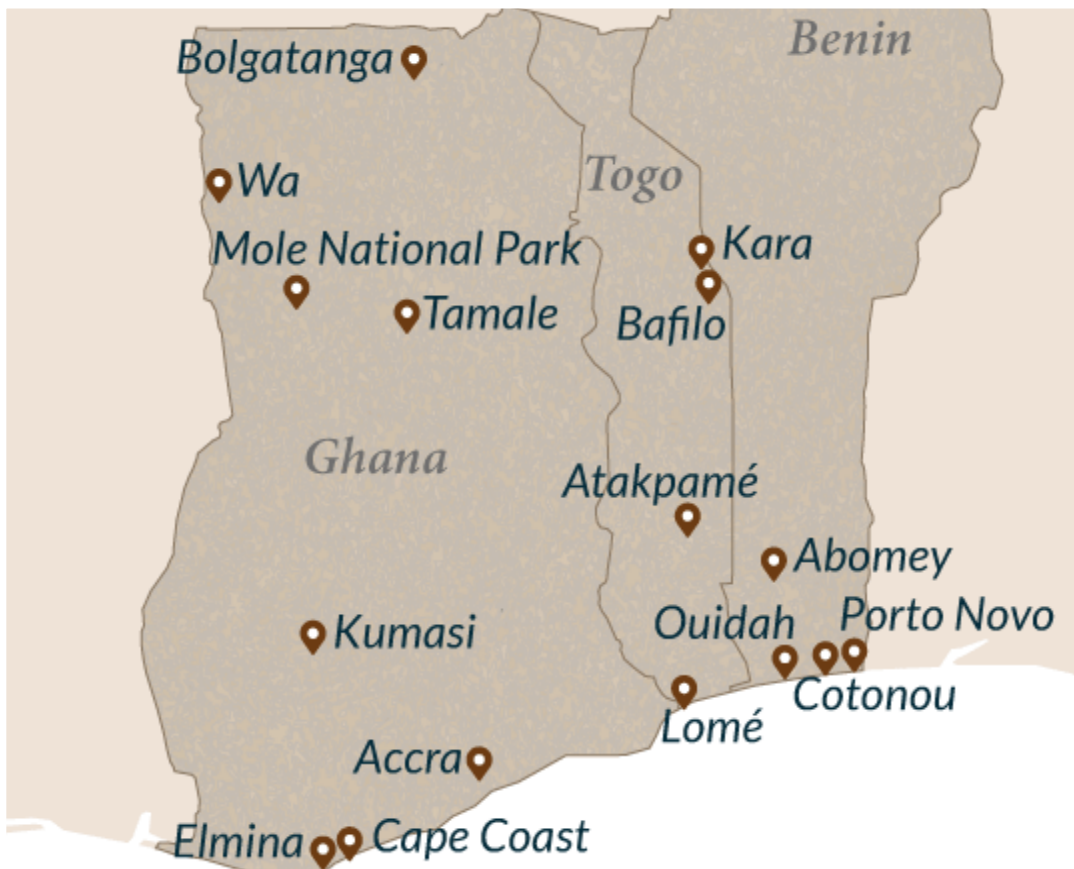 Benin
Bolgatanga
Togo
Wa
Mole National Park
Kara
Tamale
Bafilo
Ghana
Atakpamé
Abomey
Ouidah
Porto Novo
Kumasi
Cotonou
Lomé
Accra
Elmina
Cape Coast